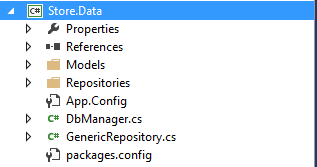 C# Store.Data
Properties
References
Models
Repositories
App.Config
C# DbManager.cs
C# GenericRepository.cs
packages.config